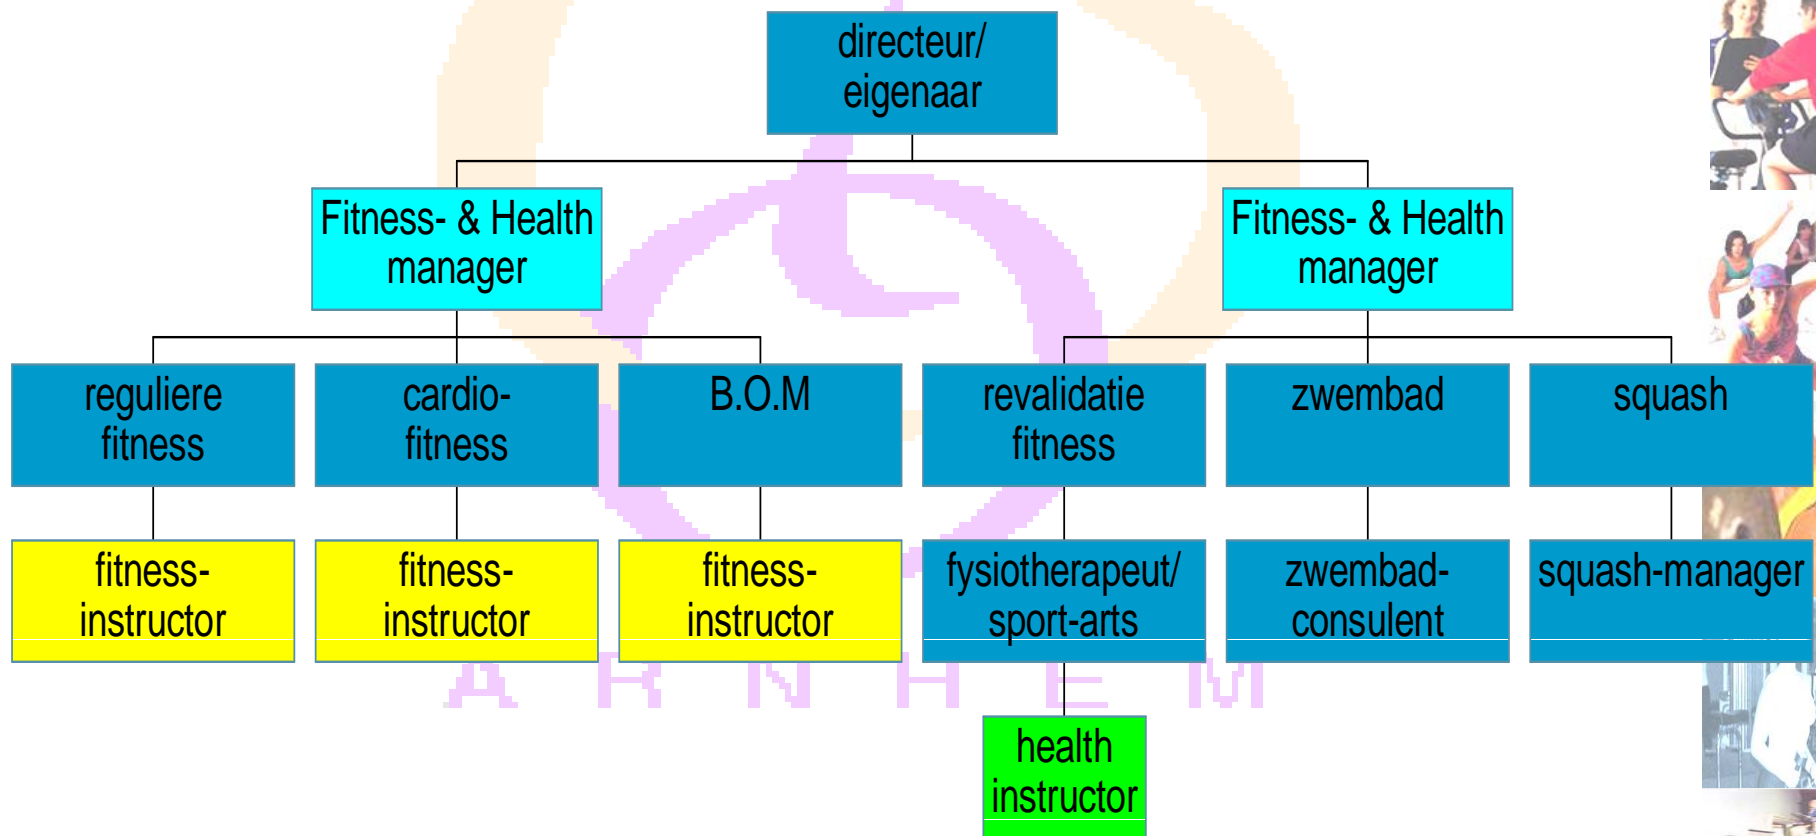 directeur/
eigenaar
Fitness- & Health
manager
Fitness- & Health
manager
reguliere
fitness
cardio-
fitness
B.O.M
revalidatie
fitness
zwembad
squash
fitness-
instructor
fitness-
instructor
fitness-
instructor
fysiotherapeut/
sport-arts
zwembad-
consulent
squash-manager
ARNHEM
health
instructor